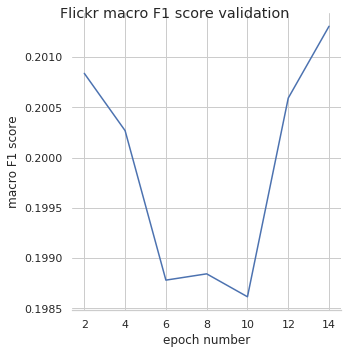 Flickr macro F1 score validation
0.2010
0.2005
0.2000
0.1995
0.1990
0.1985
macro F1 score
2 4 6 8 10 12 14
epoch number